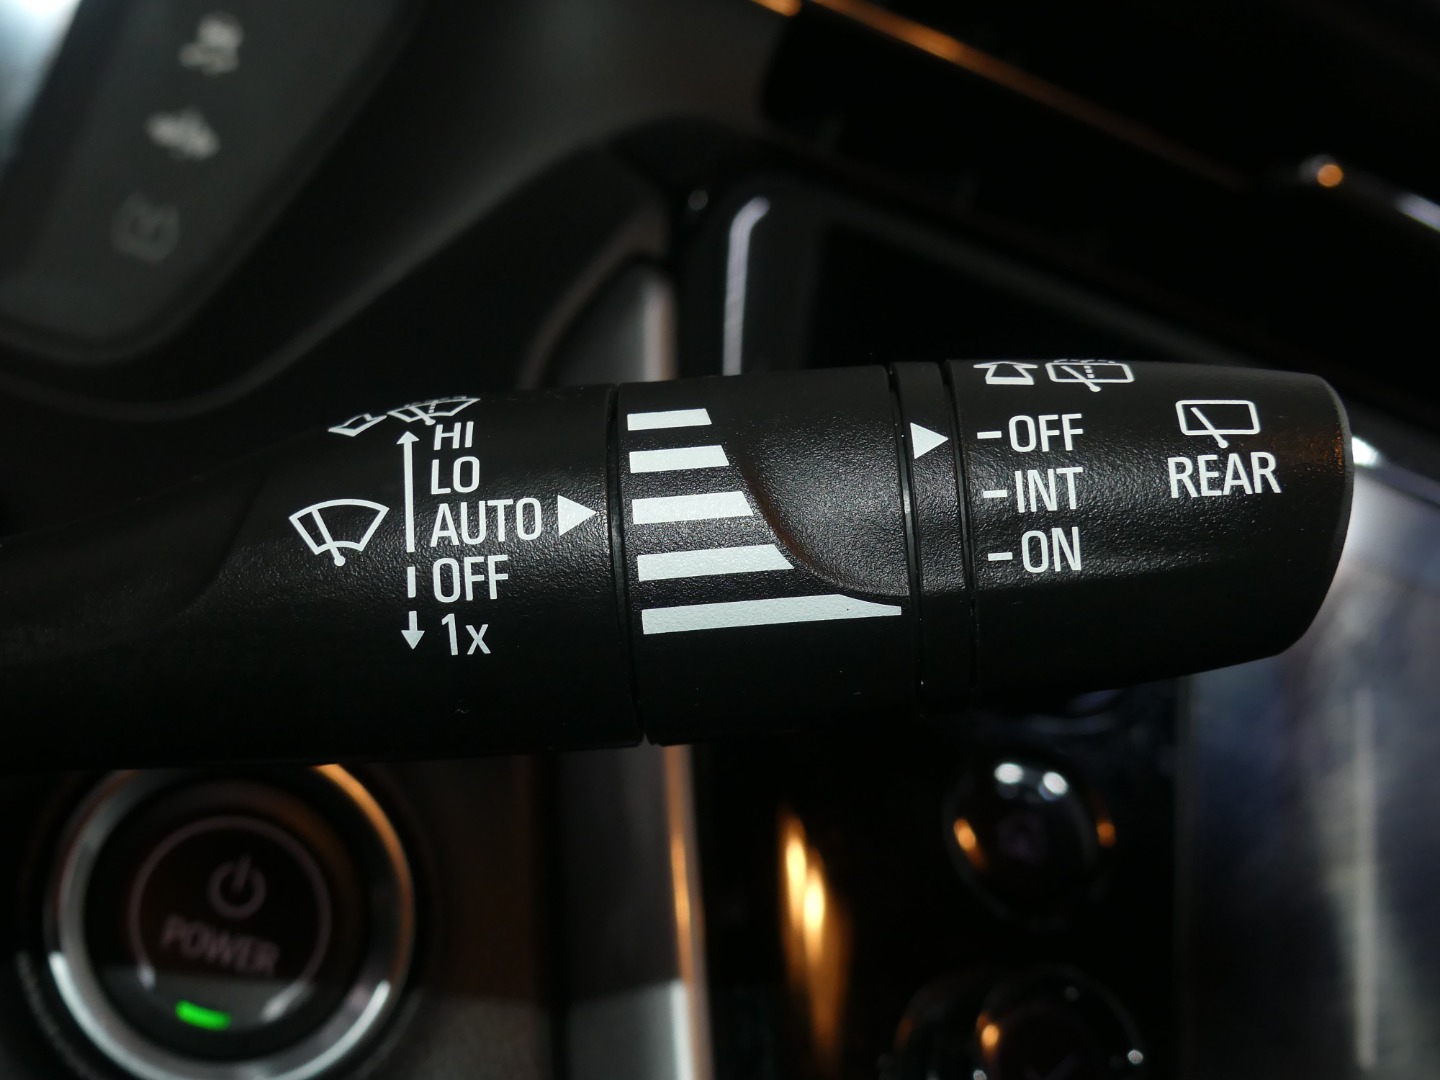 HI
LO
AUTO
OFF
1x
-OFF
-INT
-ON
REAR
POWER